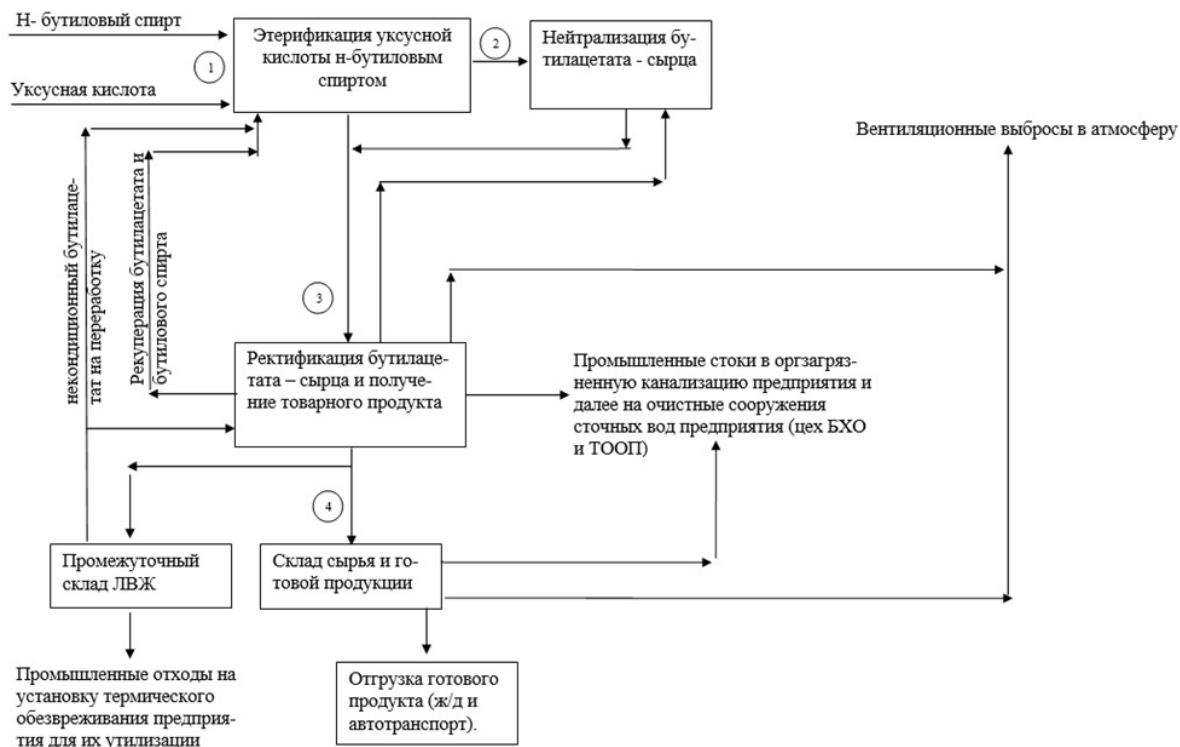 Н- бутиловый спирт
Уксусная кислота
1
Этерификация уксусной
кислоты н-бутиловым
спиртом
2
Нейтрализация бу-
тилацетата - сырца
Вентиляционные выбросы в атмосферу
некондиционный бутилаце-
тат на переработку
Рекуперация бутилацетата и
бутилового спирта
3
Ректификация бутилаце-
тата – сырца и получе-
ние товарного продукта
Промышленные стоки в оргзагряз-
ненную канализацию предприятия и
далее на очистные сооружения
сточных вод предприятия (цех БХО
и ТООП)
4
Промежуточный
склад ЛВЖ
Склад сырья и го-
товой продукции
Промышленные отходы на
установку термического
обезвреживания предприя-
тия для их утилизации
Отгрузка готового
продукта (ж/д и
автотранспорт).